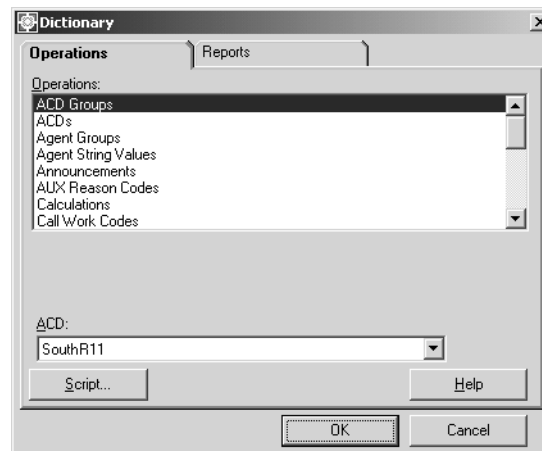 Dictionary
Operations
Reports
Operations:
ACD Groups
ACDs
Agent Groups
Agent String Values
Announcements
AUX Reason Codes
Calculations
Call Work Codes
ACD:
SouthR11
Script...
Help
OK
Cancel